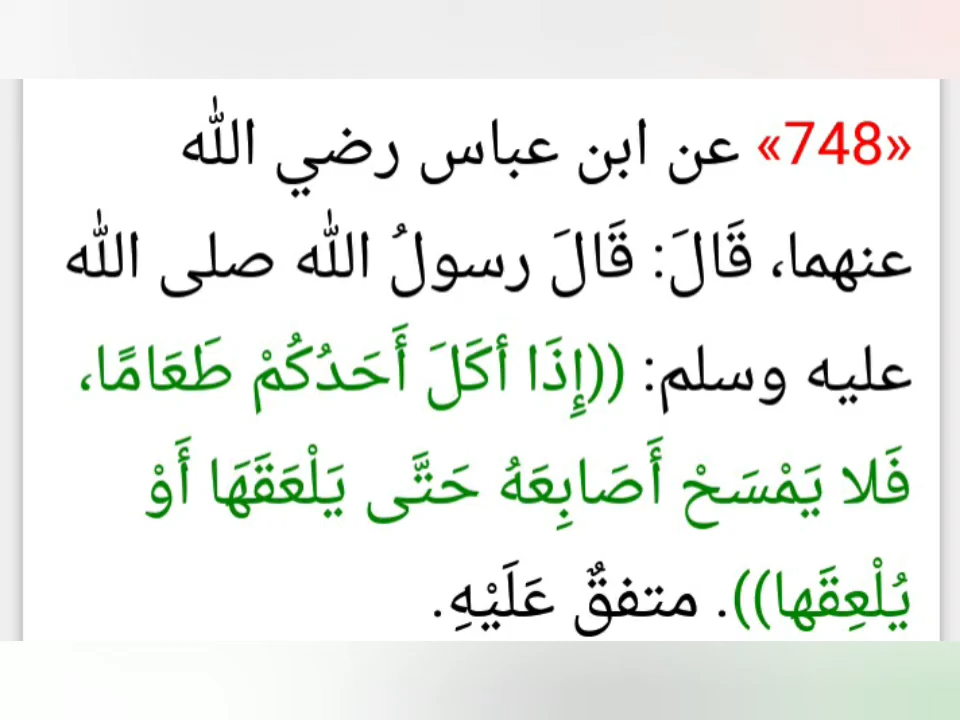 «748» عن ابن عباس رضي الله
عنهما، قَالَ: قَالَ رسولُ الله صلى الله
عليه وسلم: ((إِذَا أكَلَ أَحَدُكُمْ طَعَامًا،
فَلا يَمْسَحْ أَصَابِعَهُ حَتَّى يَلْعَقَهَا أَوْ
يُلْعِقَها)). متفقٌ عَلَيْهِ.